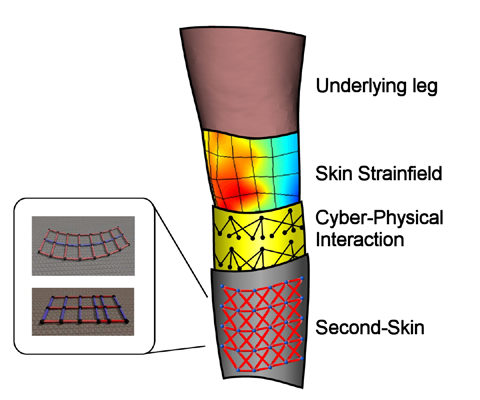 Underlying leg
Skin Strainfield
Cyber-Physical
Interaction
Second-Skin